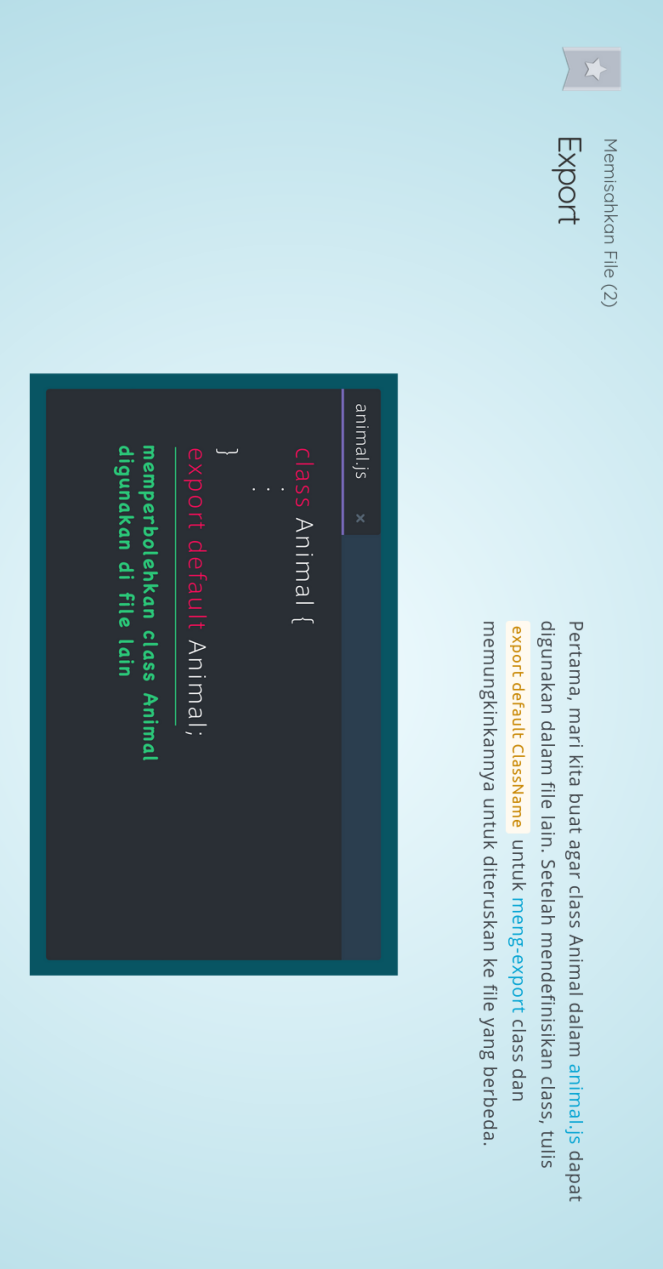 Memisahkan File (2)
Export
Pertama, mari kita buat agar class Animal dalam animal.js dapat
digunakan dalam file lain. Setelah mendefinisikan class, tulis
export default ClassName untuk meng-export class dan
memungkinkannya untuk diteruskan ke file yang berbeda.
animal.js ×
class Animal {
:
}
export default Animal;
memperbolehkan class Animal
digunakan di file lain